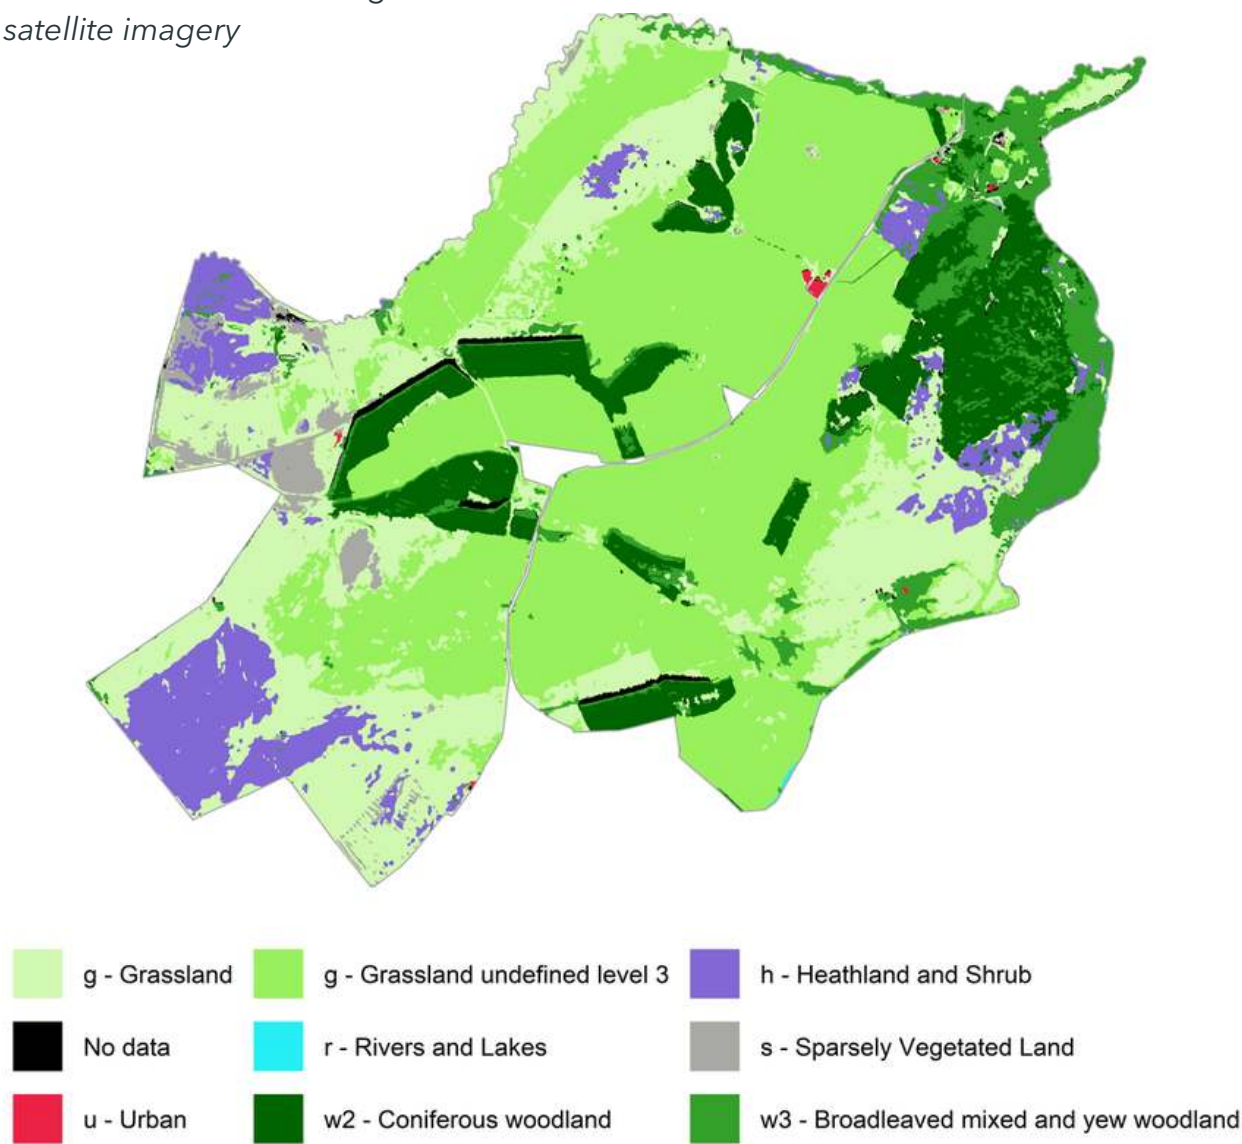 satellite imagery
g - Grassland
g - Grassland undefined level 3
h - Heathland and Shrub
No data
r - Rivers and Lakes
s - Sparsely Vegetated Land
u - Urban
w2 - Coniferous woodland
w3 - Broadleaved mixed and yew woodland